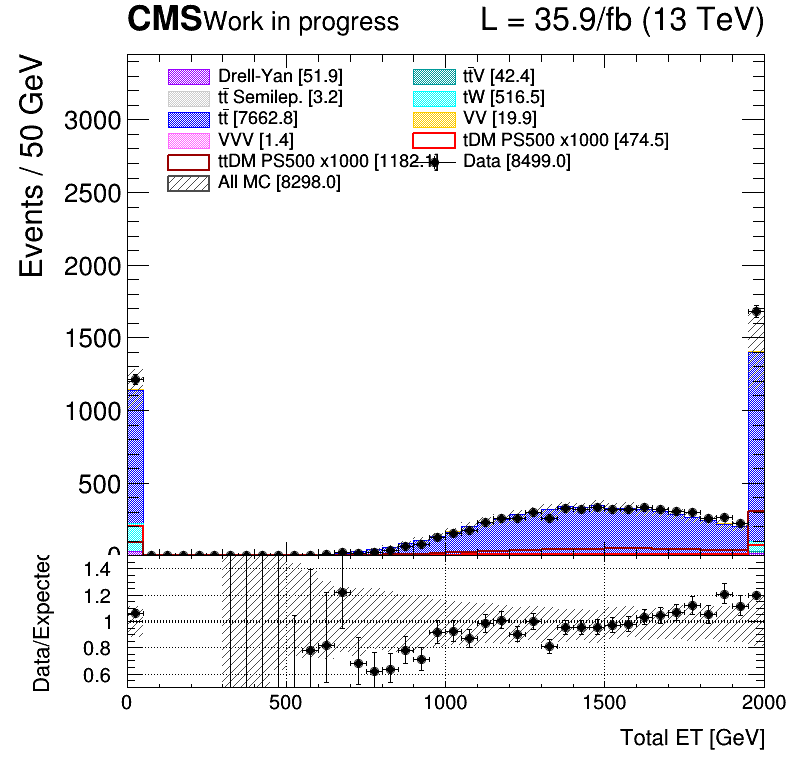 CMS Work in progress L = 35.9/fb (13 TeV)
Events / 50 GeV
Drell-Yan [51.9] tt̄V [42.4]
tt̄ Semilep. [3.2] tW [516.5]
tt̄ [7662.8] VV [19.9]
VVV [1.4] tDM PS500 x1000 [474.5]
ttDM PS500 x1000 [1182.1] Data [8499.0]
All MC [8298.0]
3000
2500
2000
1500
1000
500
0
Data/Expected
1.4
1.2
1
0.8
0.6
0 500 1000 1500 2000
Total ET [GeV]